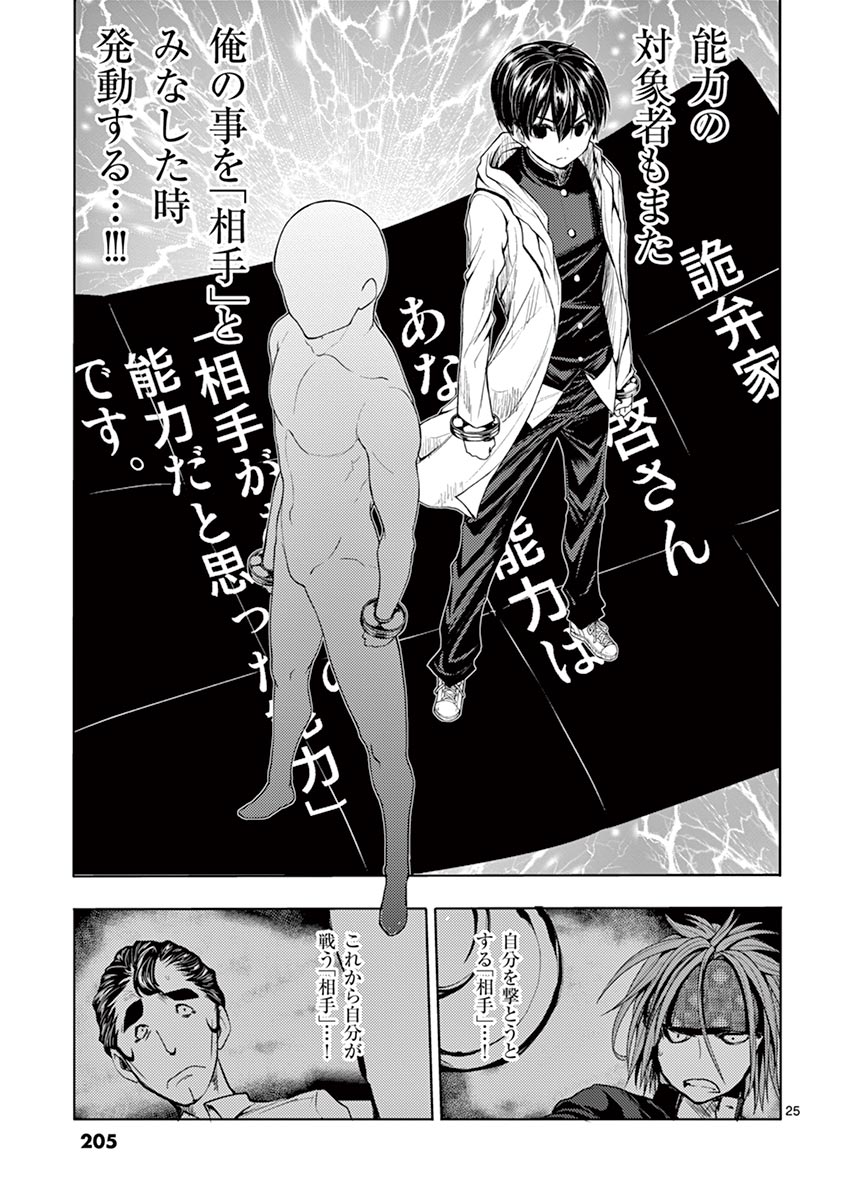 能力の
対象者もまた
俺の事を「相手」と
みなした時
発動する…!!!
詭弁家
啓さん
あな
能力は
「相手が
能力だと思った
能力」
です。
自分を撃とうと
する「相手」…!
これから自分が
戦う「相手」…!
25
205